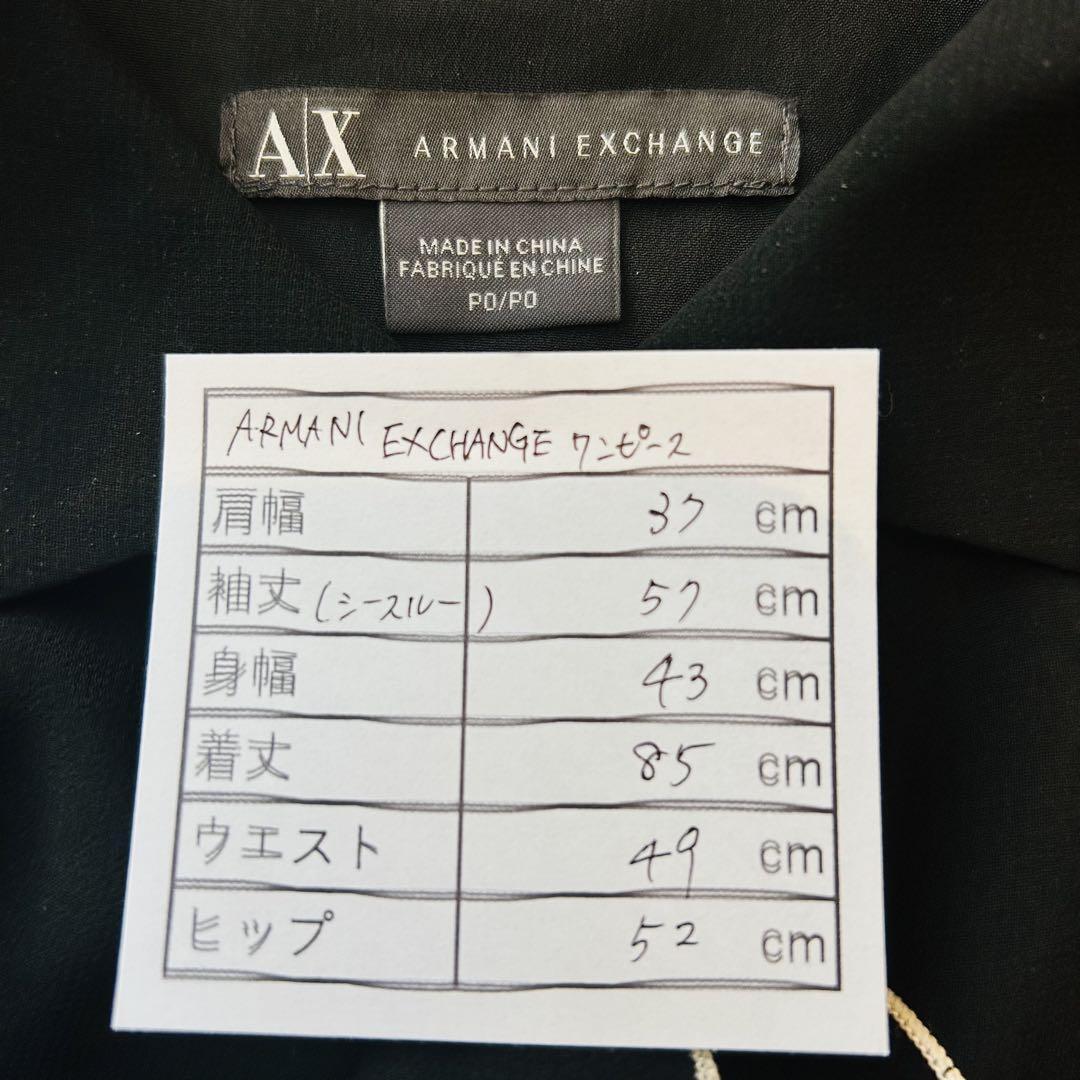 A|X ARMANI EXCHANGE
MADE IN CHINA
FABRIQUÉ EN CHINE
P0/P0
ARMANI EXCHANGE ワンピース
肩幅 37 cm
袖丈(シースルー) 57 cm
身幅 43 cm
着丈 85 cm
ウエスト 49 cm
ヒップ 52 cm